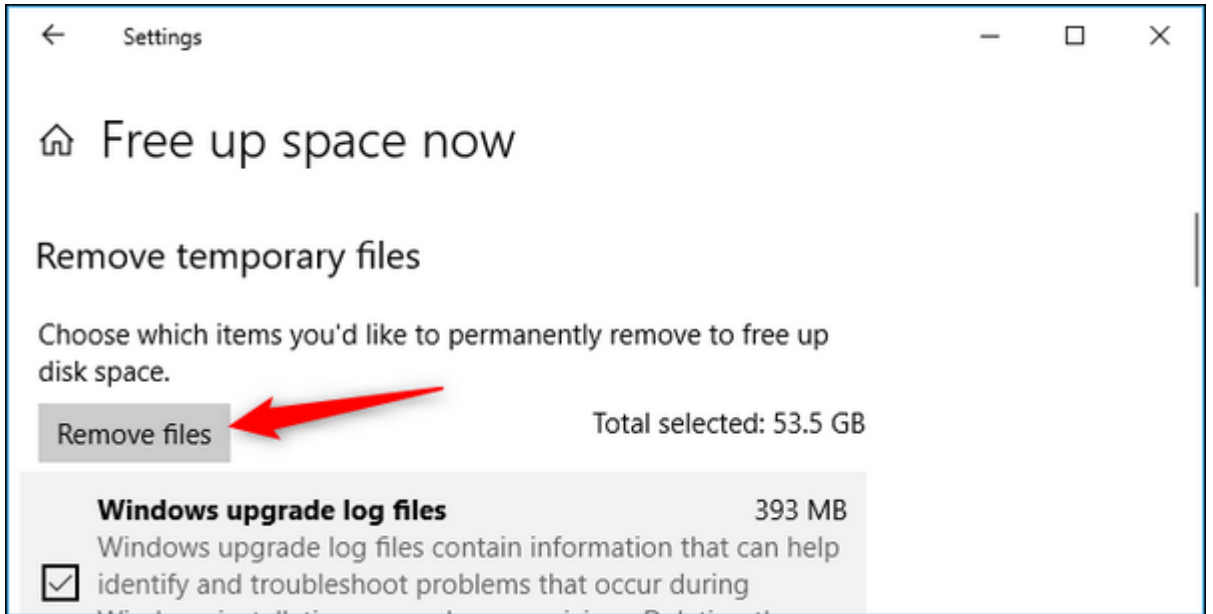 Settings
Free up space now
Remove temporary files
Choose which items you'd like to permanently remove to free up
disk space.
Remove files
Total selected: 53.5 GB
Windows upgrade log files
393 MB
Windows upgrade log files contain information that can help
identify and troubleshoot problems that occur during